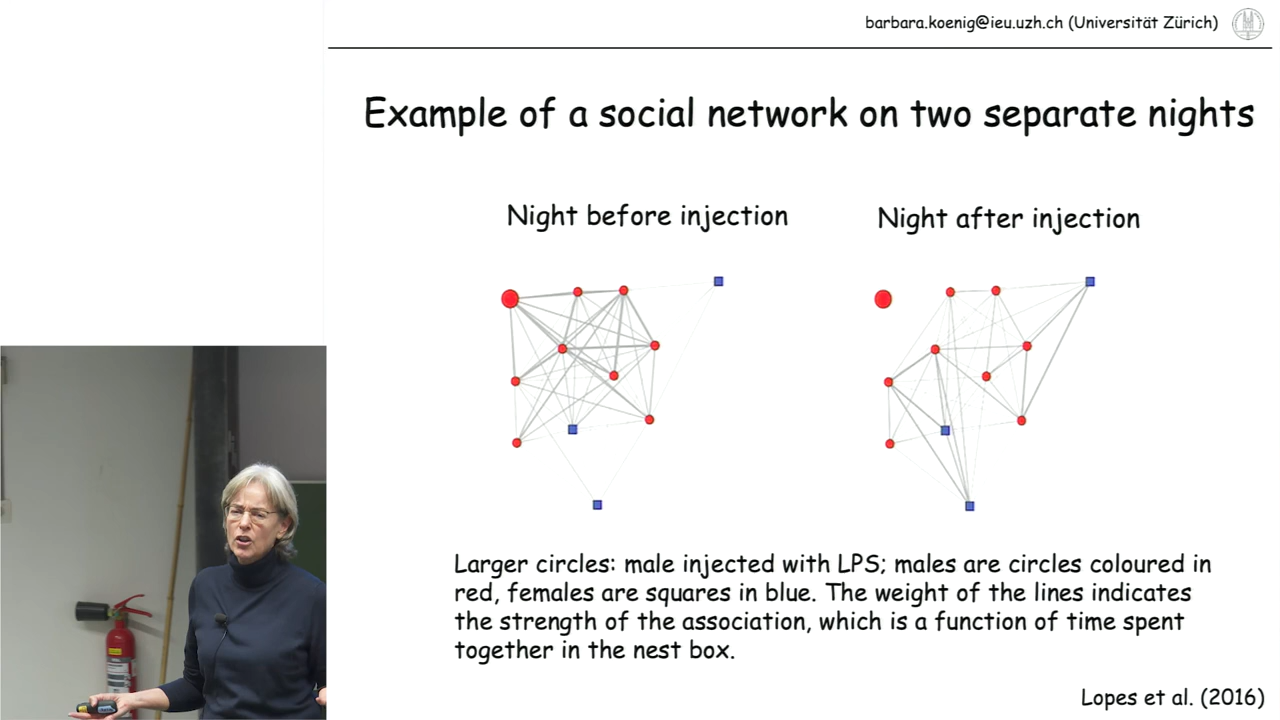 barbara.koenig@ieu.uzh.ch (Universität Zürich)
Example of a social network on two separate nights
Night before injection
Night after injection
Larger circles: male injected with LPS; males are circles coloured in
red, females are squares in blue. The weight of the lines indicates
the strength of the association, which is a function of time spent
together in the nest box.
Lopes et al. (2016)